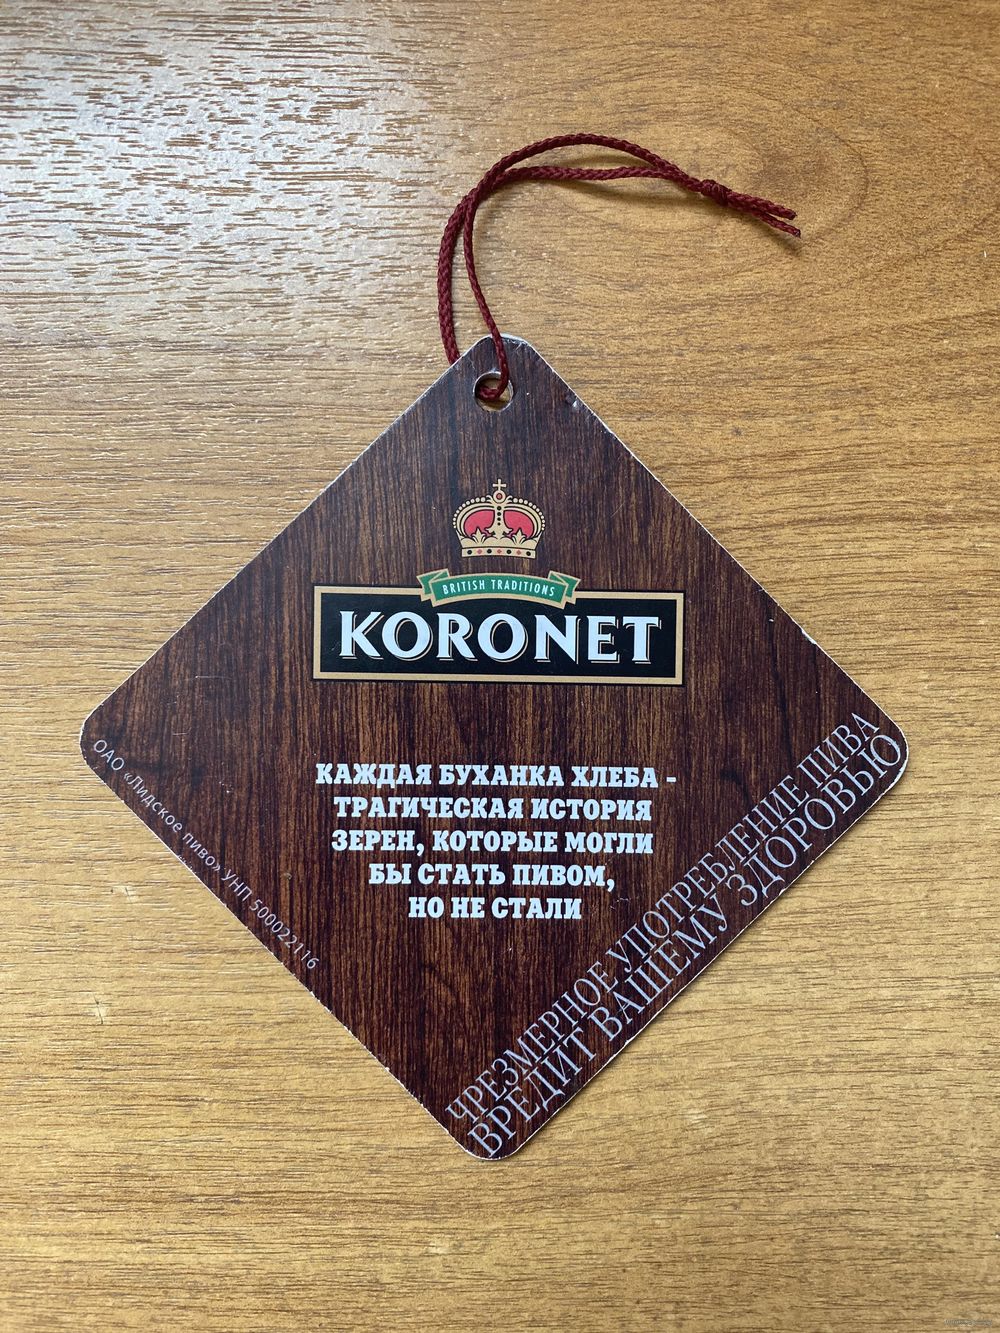 BRITISH TRADITIONS
KORONET
КАЖДАЯ БУХАНКА ХЛЕБА -
ТРАГИЧЕСКАЯ ИСТОРИЯ
ЗЕРЕН, КОТОРЫЕ МОГЛИ
БЫ СТАТЬ ПИВОМ,
НО НЕ СТАЛИ
ОАО «Лидское пиво» УНП 500022116
ЧРЕЗМЕРНОЕ УПОТРЕБЛЕНИЕ ПИВА
ВРЕДИТ ВАШЕМУ ЗДОРОВЬЮ